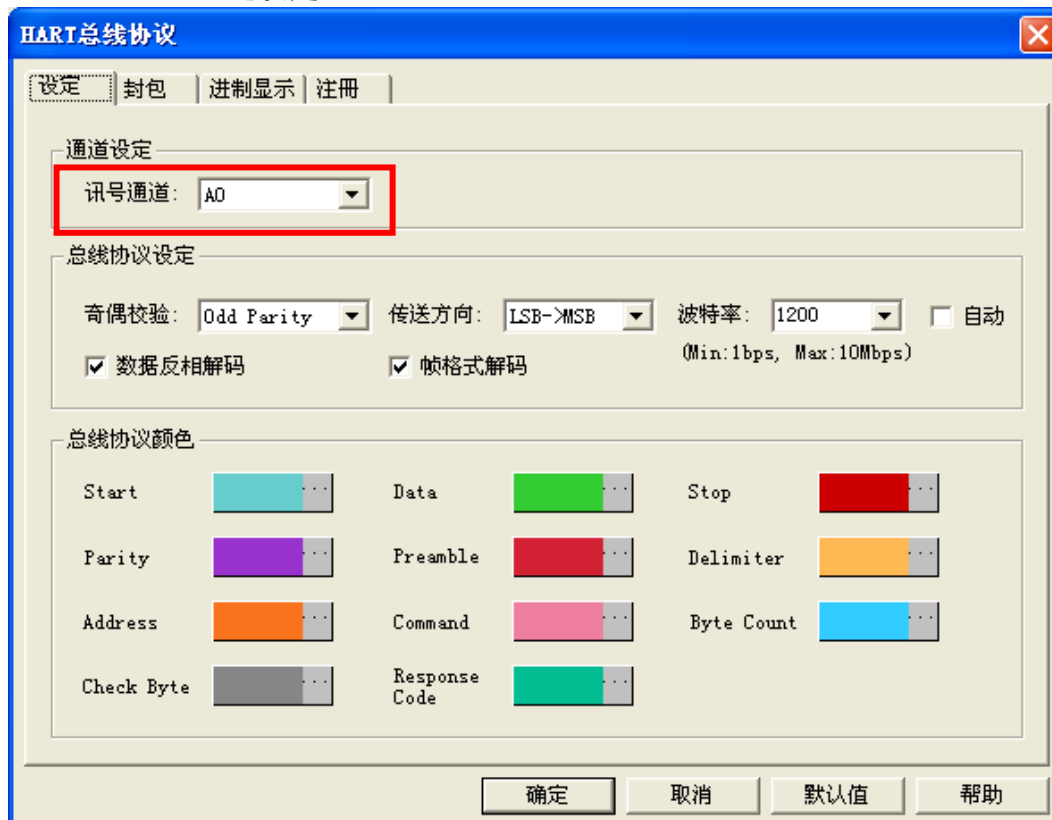 HART总线协议
设定 封包 进制显示 注册
通道设定
讯号通道: A0
总线协议设定
奇偶校验: Odd Parity 传送方向: LSB->MSB 波特率: 1200 自动
数据反相解码 帧格式解码 (Min:1bps, Max:10Mbps)
总线协议颜色
Start ... Data ... Stop ...
Parity ... Preamble ... Delimiter ...
Address ... Command ... Byte Count ...
Check Byte ... Response Code ...
确定 取消 默认值 帮助